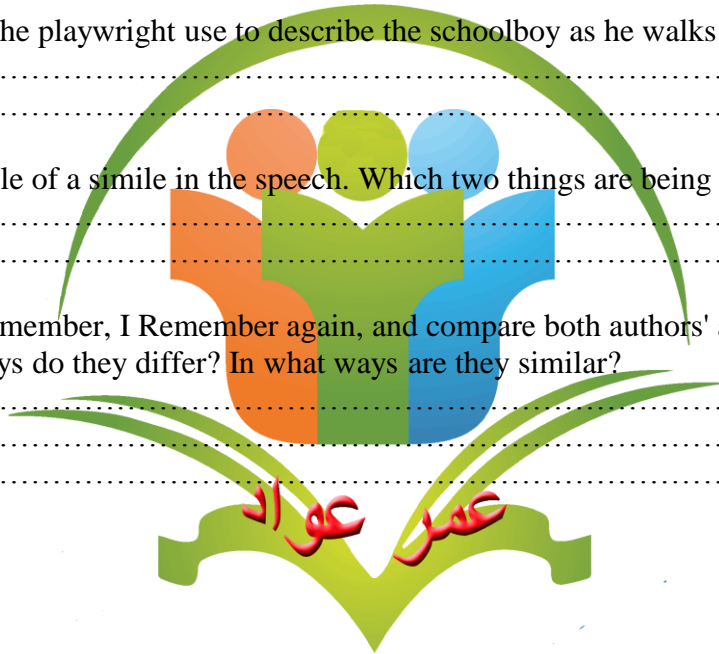 he playwright use to describe the schoolboy as he walks
………………………………………………………………………
………………………………………………………………………
le of a simile in the speech. Which two things are being
………………………………………………………………………
………………………………………………………………………
member, I Remember again, and compare both authors'
ys do they differ? In what ways are they similar?
………………………………………………………………………
………………………………………………………………………
………………………………………………………………………
عمر عواد